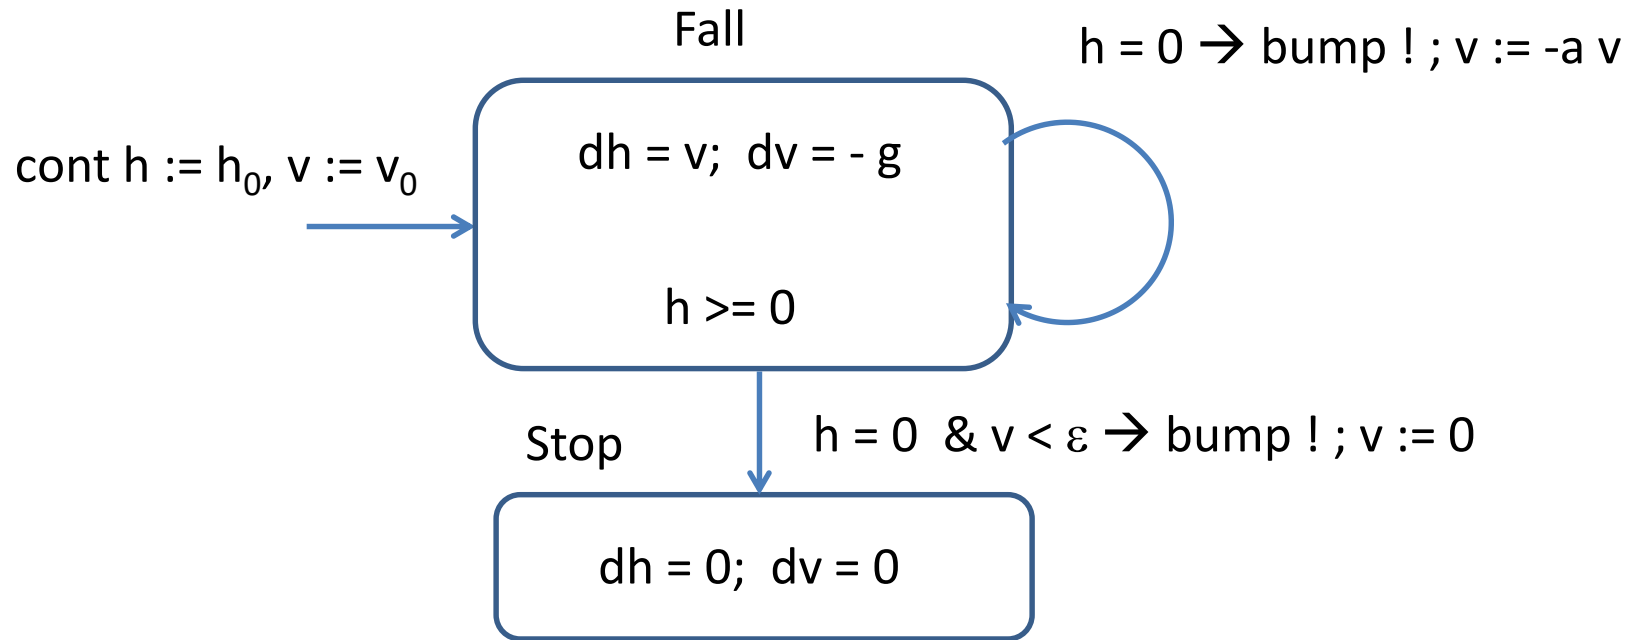 Fall
h = 0 → bump ! ; v := -a v
dh = v; dv = - g
cont h := h₀, v := v₀
h >= 0
h = 0 & v < ε → bump ! ; v := 0
Stop
dh = 0; dv = 0